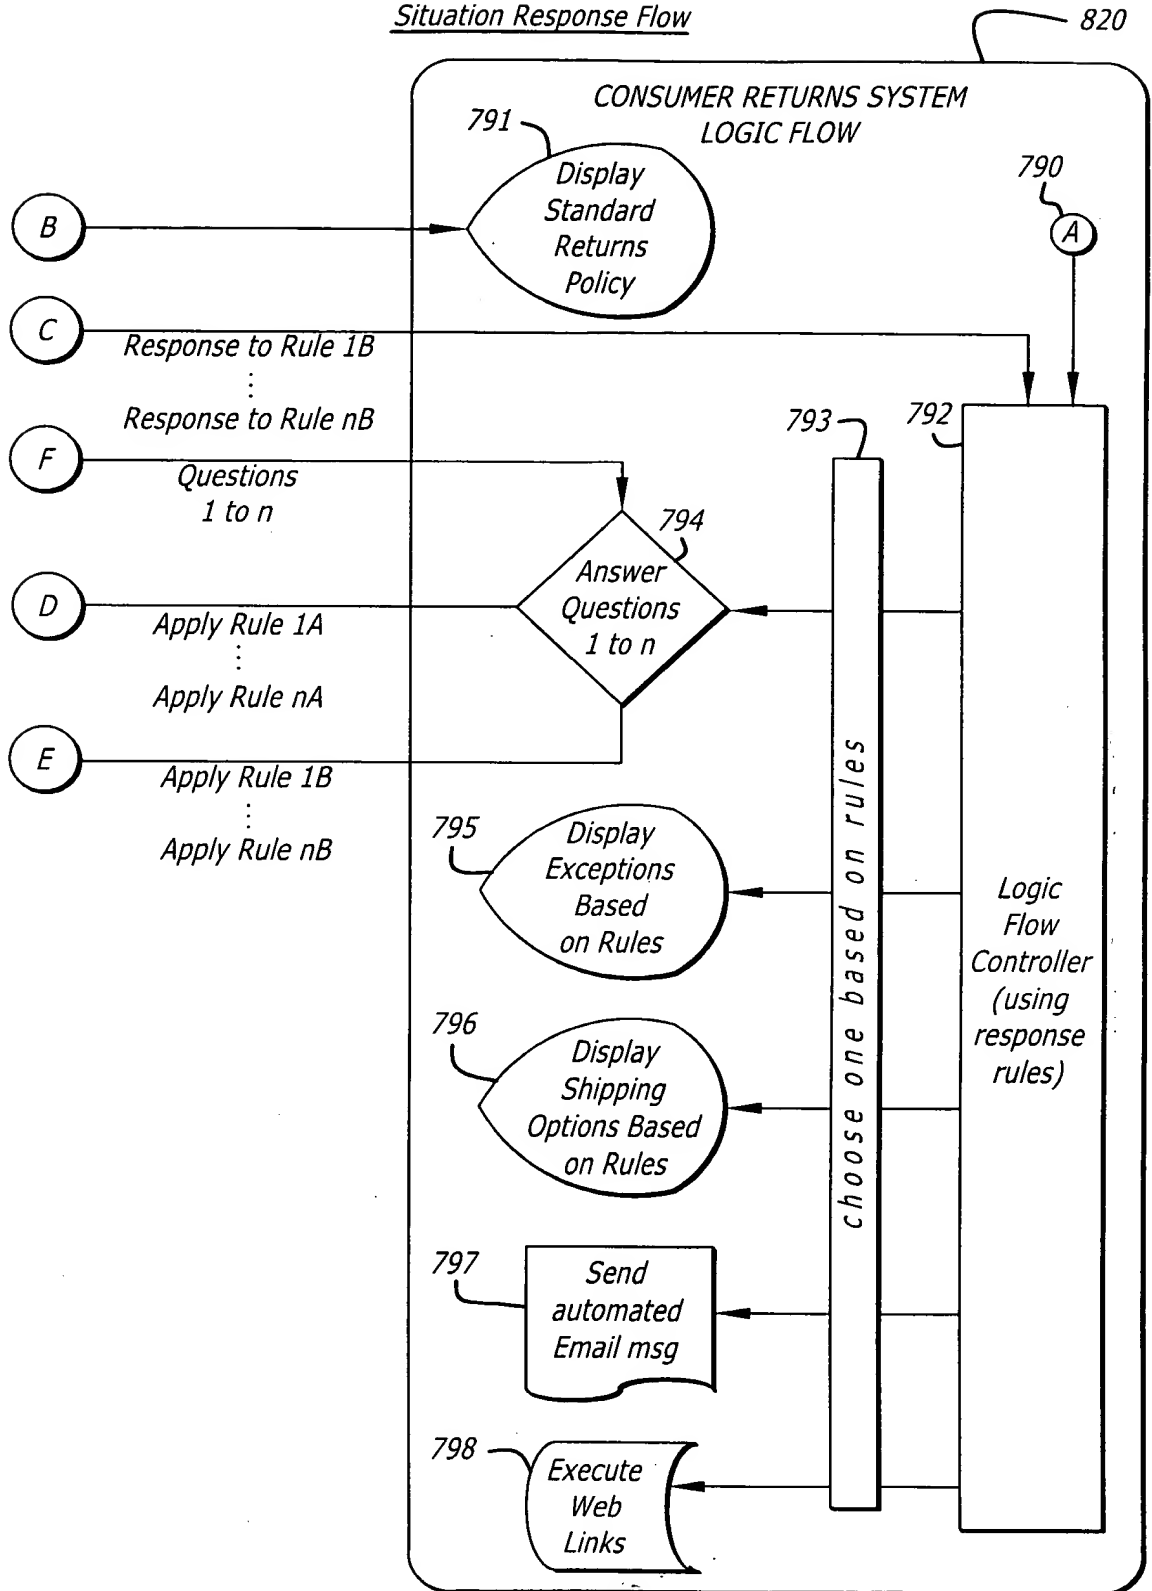 Situation Response Flow
820
CONSUMER RETURNS SYSTEM
LOGIC FLOW
791
Display
Standard
Returns
Policy
790
A
B
C
Response to Rule 1B
Response to Rule nB
F
Questions
1 to n
793
792
794
Answer
Questions
1 to n
D
Apply Rule 1A
Apply Rule nA
E
Apply Rule 1B
Apply Rule nB
795
Display
Exceptions
Based
on Rules
choose one based on rules
Logic
Flow
Controller
(using
response
rules)
796
Display
Shipping
Options Based
on Rules
797
Send
automated
Email msg
798
Execute
Web
Links